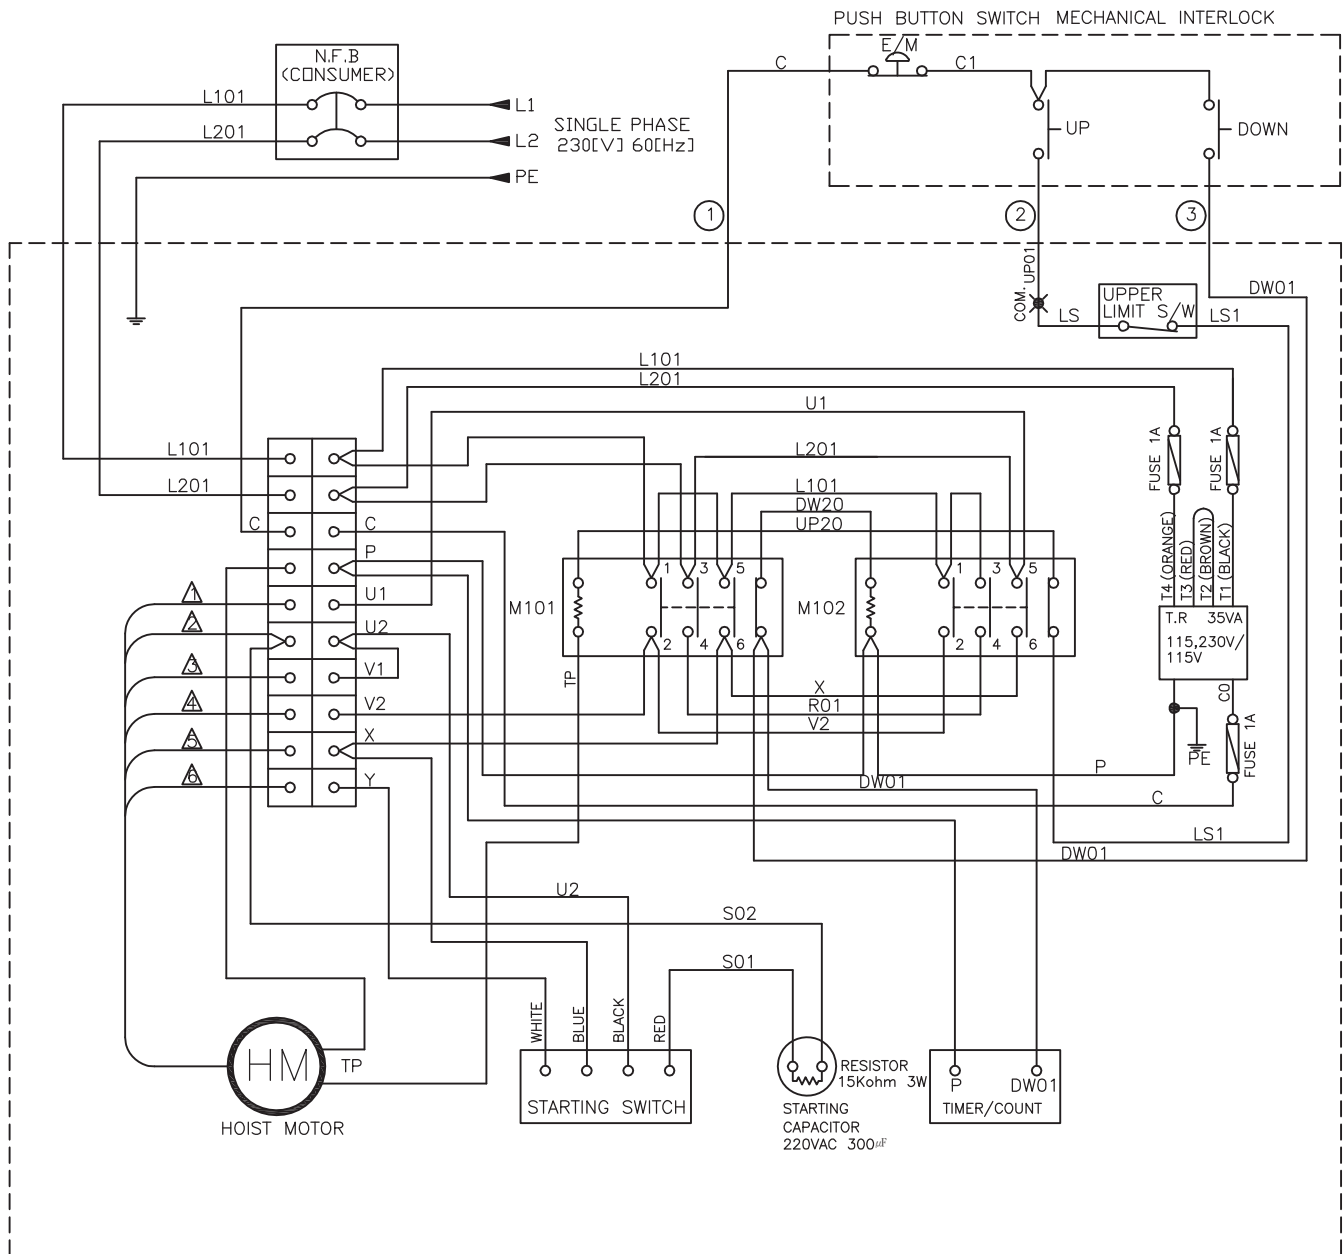 PUSH BUTTON SWITCH MECHANICAL INTERLOCK
E/M
C
C1
UP
DOWN
N.F.B
(CONSUMER)
L101
L201
L1
L2
PE
SINGLE PHASE
230[V] 60[Hz]
1
2
3
COM. UP01
DW01
UPPER
LIMIT S/W
LS
LS1
L101
L201
U1
L101
L201
L201
L101
DW20
UP20
FUSE 1A
FUSE 1A
C
C
P
U1
U2
V1
V2
X
Y
1
2
3
4
5
6
M101
1
3
5
2
4
6
M102
1
3
5
2
4
6
T4 (ORANGE)
T3 (RED)
T2 (BROWN)
T1 (BLACK)
T.R 35VA
115,230V/
115V
TP
X
R01
V2
C0
PE
FUSE 1A
P
DW01
C
LS1
DW01
U2
S02
S01
WHITE
BLUE
BLACK
RED
HM
TP
HOIST MOTOR
STARTING SWITCH
RESISTOR
15Kohm 3W
STARTING
CAPACITOR
220VAC 300µF
P
DW01
TIMER/COUNT